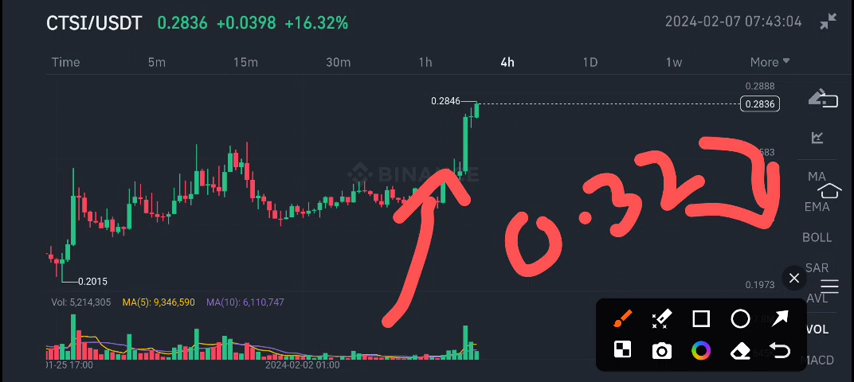 CTSI/USDT 0.2836 +0.0398 +16.32% 2024-02-07 07:43:04
Time 5m 15m 30m 1h 4h 1D 1w More
0.2888
0.2846
0.2836
BINANCE
MA
EMA
BOLL
SAR
AVL
VOL
MACD
0.32
0.2015
0.1973
Vol: 5,214,305 MA(5): 9,346,590 MA(10): 6,110,747
01-25 17:00 2024-02-02 01:00